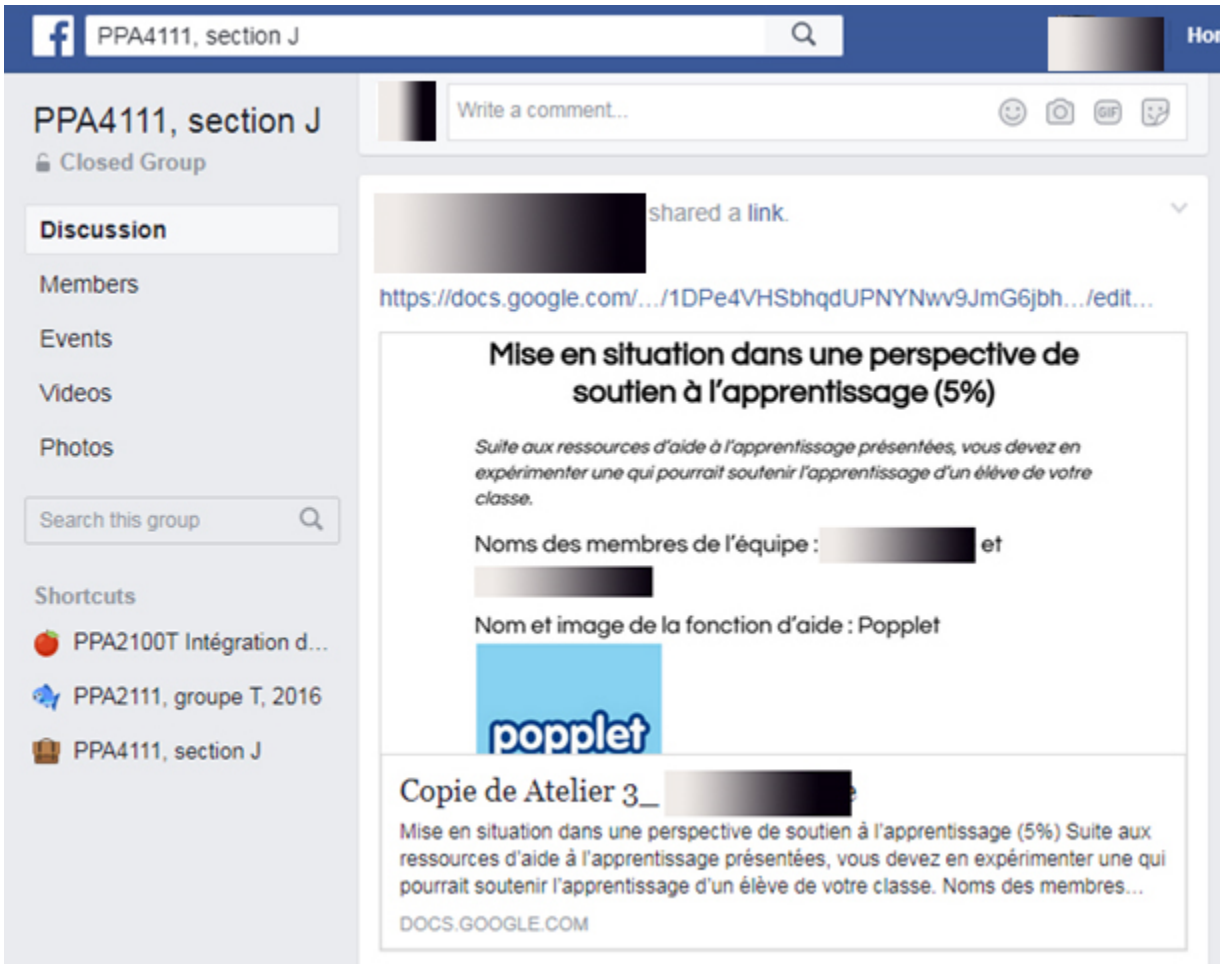 PPA4111, section J
Hor
PPA4111, section J
Closed Group
Discussion
Members
Events
Videos
Photos
Search this group
Shortcuts
PPA2100T Intégration d...
PPA2111, groupe T, 2016
PPA4111, section J
Write a comment...
GIF
shared a link.
https://docs.google.com/.../1DPe4VHSbhqdUPNYNwv9JmG6jbh.../edit...
Mise en situation dans une perspective de
soutien à l'apprentissage (5%)
Suite aux ressources d'aide à l'apprentissage présentées, vous devez en
expérimenter une qui pourrait soutenir l'apprentissage d'un élève de votre
classe.
Noms des membres de l'équipe : et
Nom et image de la fonction d'aide : Popplet
popplet
Copie de Atelier 3_
Mise en situation dans une perspective de soutien à l'apprentissage (5%) Suite aux
ressources d'aide à l'apprentissage présentées, vous devez en expérimenter une qui
pourrait soutenir l'apprentissage d'un élève de votre classe. Noms des membres...
DOCS.GOOGLE.COM